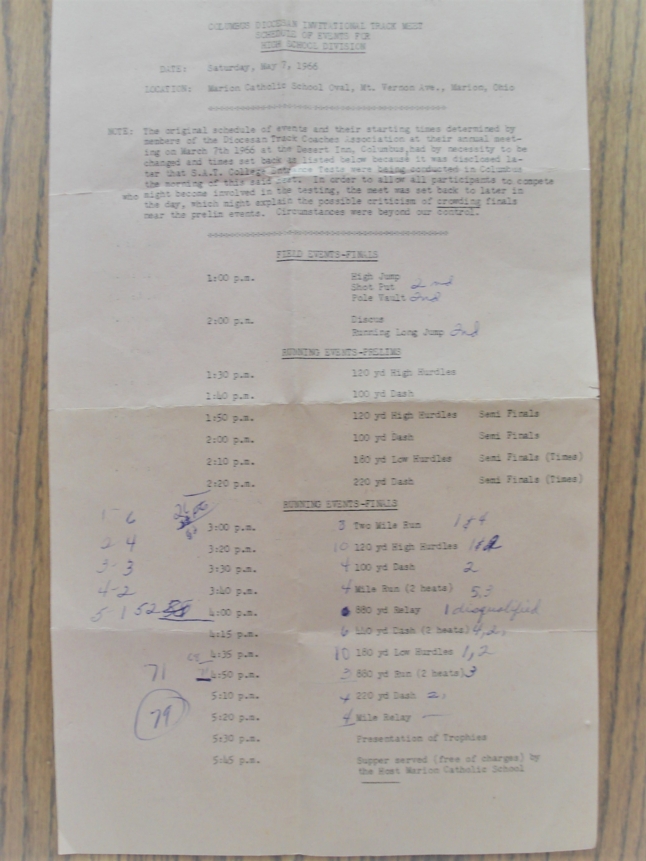 COLUMBUS DIOCESAN INVITATIONAL TRACK MEET
SCHEDULE OF EVENTS FOR
HIGH SCHOOL DIVISION
DATE: Saturday, May 7, 1966
LOCATION: Marion Catholic School Oval, Mt. Vernon Ave., Marion, Ohio
NOTE: The original schedule of events and their starting times determined by
members of the Diocesan Track Coaches Association at their annual meet-
ing on March 7th 1966 at the Desert Inn, Columbus, had by necessity to be
changed and times set back as listed below because it was disclosed la-
ter that S.A.T. College Entrance Tests were being conducted in Columbus
the morning of this said meet. In order to allow all participants to compete
who might become involved in the testing, the meet was set back to later in
the day, which might explain the possible criticism of crowding finals
near the prelim events. Circumstances were beyond our control.
FIELD EVENTS-FINALS
1:00 p.m. High Jump
Shot Put 2nd
Pole Vault 2nd
2:00 p.m. Discus
Running Long Jump 2nd
RUNNING EVENTS-PRELIMS
1:30 p.m. 120 yd High Hurdles
1:40 p.m. 100 yd Dash
1:50 p.m. 120 yd High Hurdles Semi Finals
2:00 p.m. 100 yd Dash Semi Finals
2:10 p.m. 180 yd Low Hurdles Semi Finals (Times)
2:20 p.m. 220 yd Dash Semi Finals (Times)
RUNNING EVENTS-FINALS
1-6 3:00 p.m. 8 Two Mile Run 1 & 4
2-4 3:20 p.m. 10 120 yd High Hurdles 1 & 2
3-3 3:30 p.m. 4 100 yd Dash 2
4-2 3:40 p.m. 4 Mile Run (2 heats) 5,3
5-1 52 4:00 p.m. 880 yd Relay 1 disqualified
4:15 p.m. 6 440 yd Dash (2 heats) 4,2,
4:35 p.m. 10 180 yd Low Hurdles 1,2
71 4:50 p.m. 3 880 yd Run (2 heats) 3
5:10 p.m. 4 220 yd Dash 2,
79 5:20 p.m. 4 Mile Relay —
5:30 p.m. Presentation of Trophies
5:45 p.m. Supper served (free of charges) by
the Host Marion Catholic School